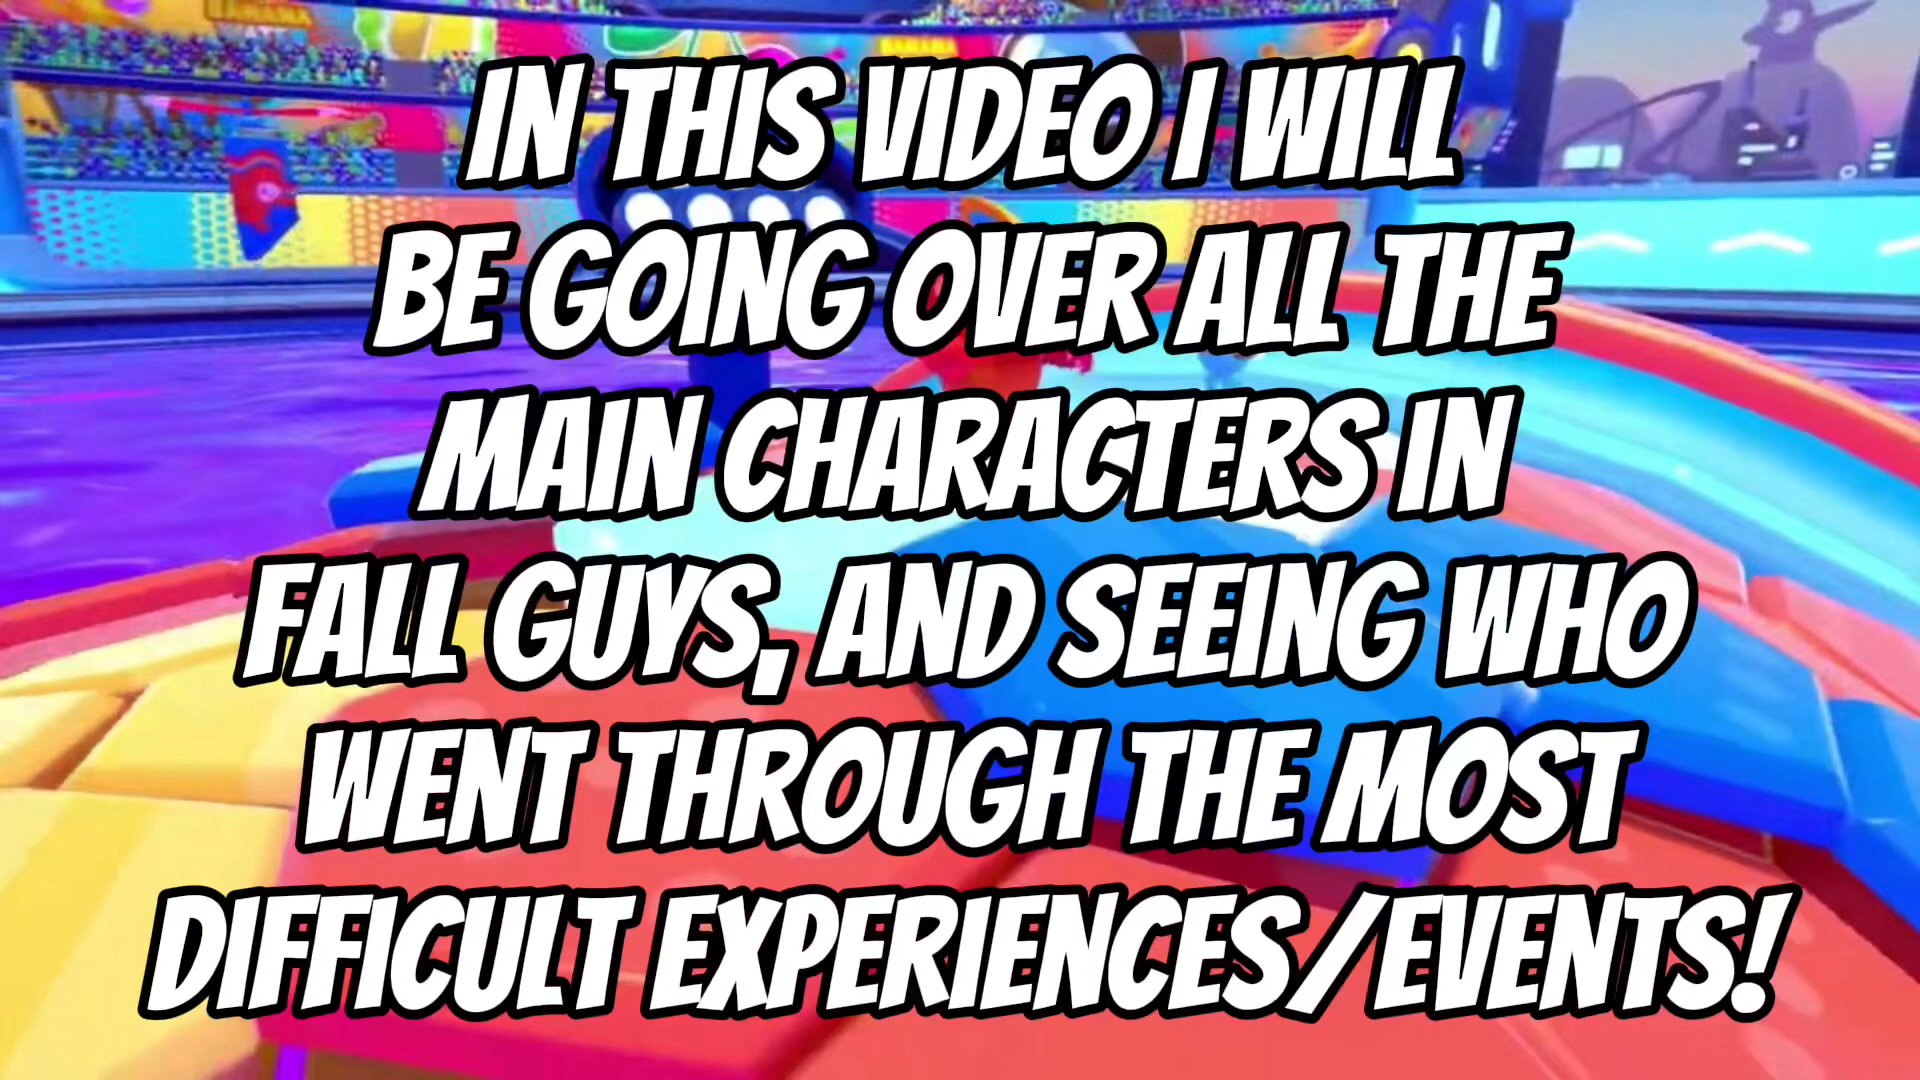 IN THIS VIDEO I WILL
BE GOING OVER ALL THE
MAIN CHARACTERS IN
FALL GUYS, AND SEEING WHO
WENT THROUGH THE MOST
DIFFICULT EXPERIENCES/EVENTS!